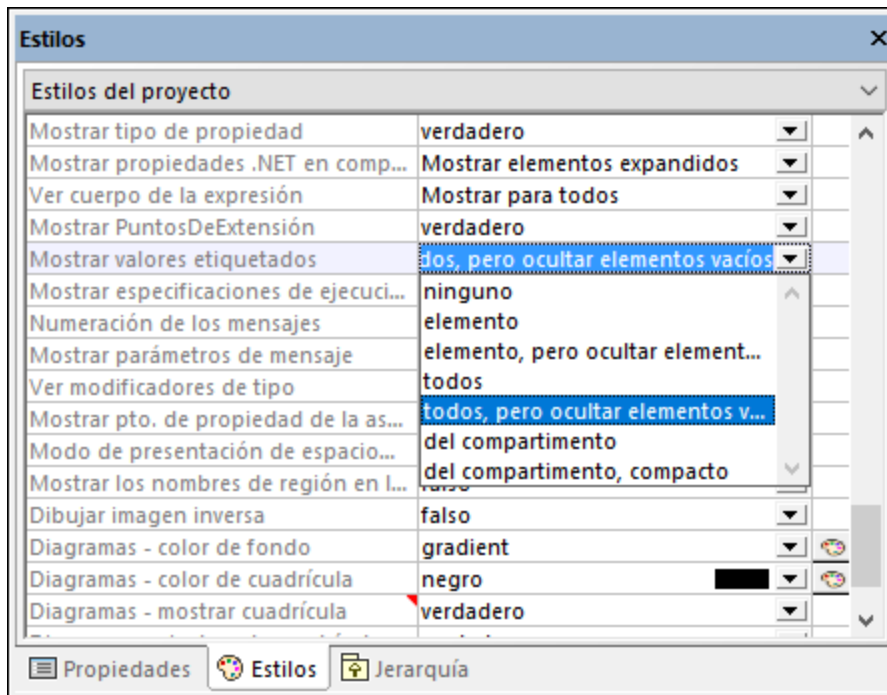 Estilos
Estilos del proyecto
Mostrar tipo de propiedad verdadero
Mostrar propiedades .NET en comp... Mostrar elementos expandidos
Ver cuerpo de la expresión Mostrar para todos
Mostrar PuntosDeExtensión verdadero
Mostrar valores etiquetados dos, pero ocultar elementos vacíos
Mostrar especificaciones de ejecuci... ninguno
Numeración de los mensajes elemento
Mostrar parámetros de mensaje elemento, pero ocultar element...
Ver modificadores de tipo todos
Mostrar pto. de propiedad de la as... todos, pero ocultar elementos v...
Modo de presentación de espacio... del compartimento
Mostrar los nombres de región en l... del compartimento, compacto
Dibujar imagen inversa falso
Diagramas - color de fondo gradient
Diagramas - color de cuadrícula negro
Diagramas - mostrar cuadrícula verdadero
Propiedades Estilos Jerarquía